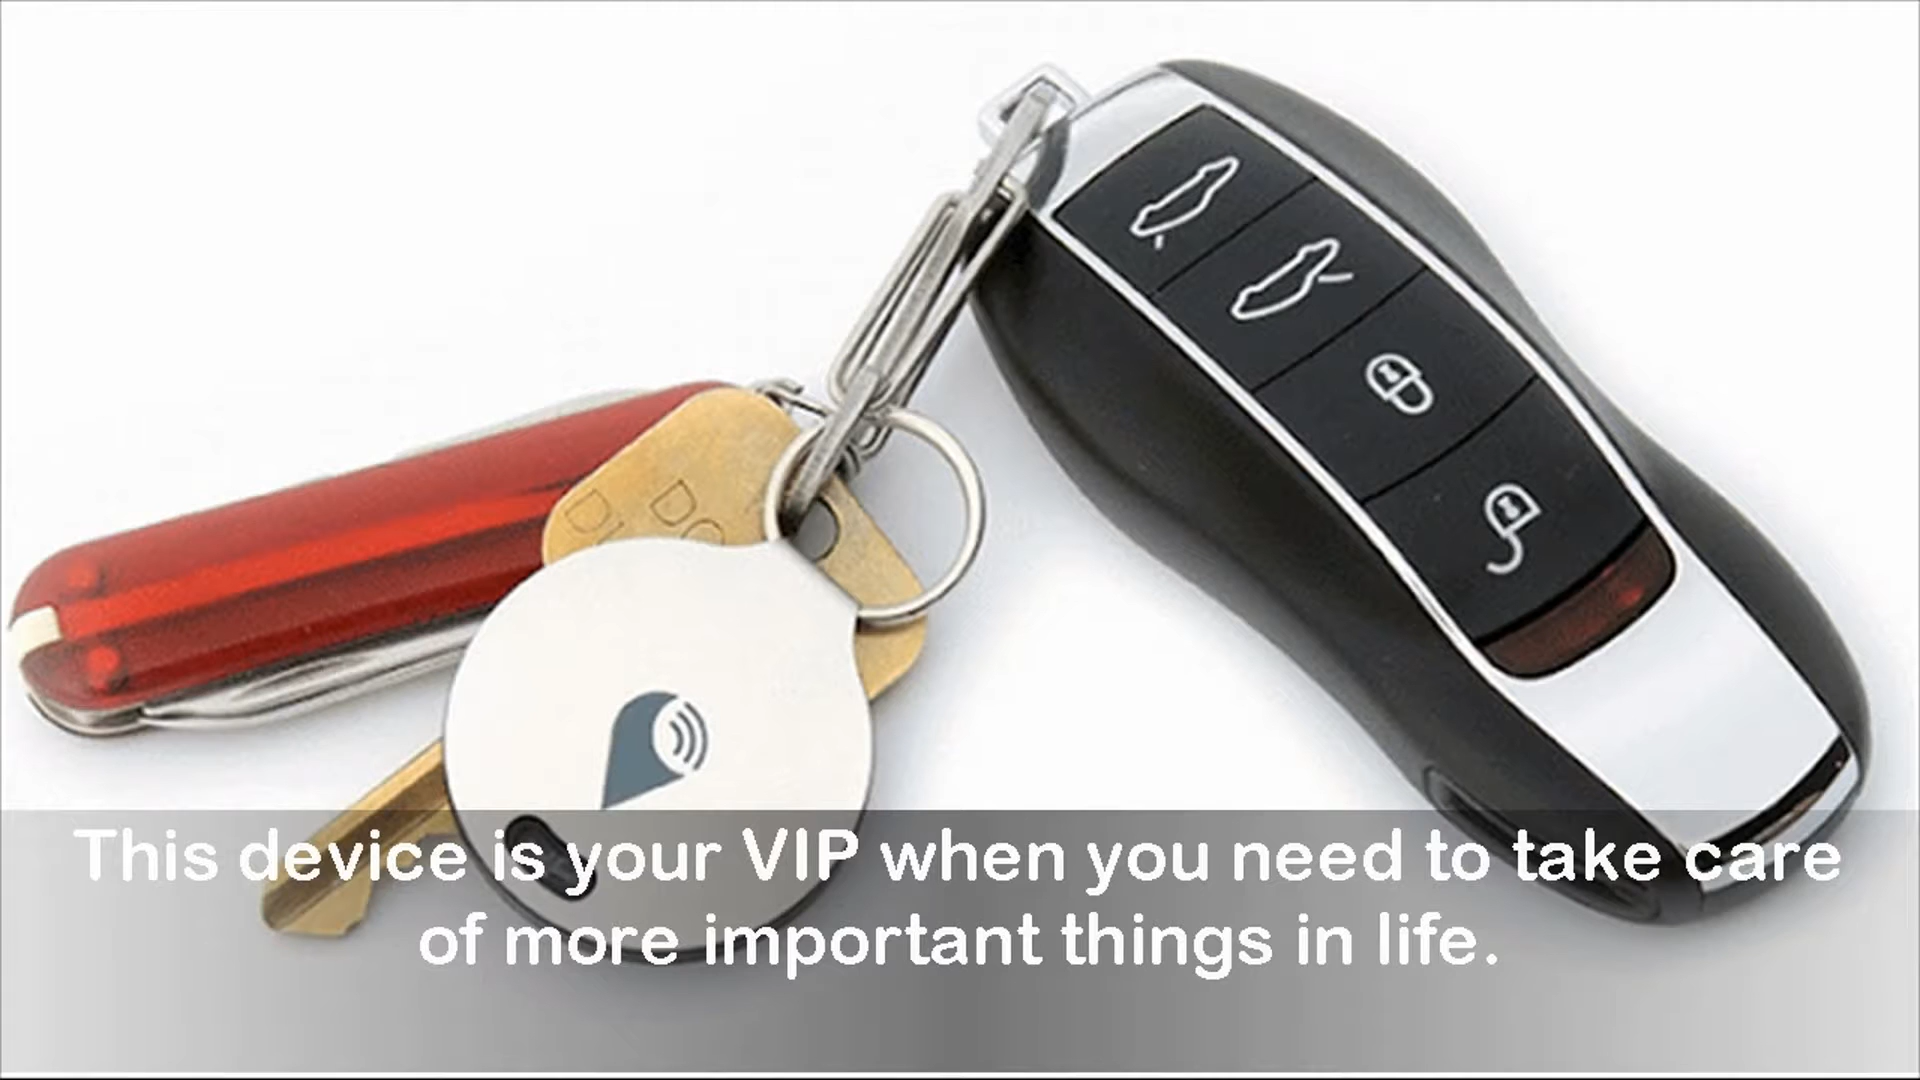 This device is your VIP when you need to take care
of more important things in life.